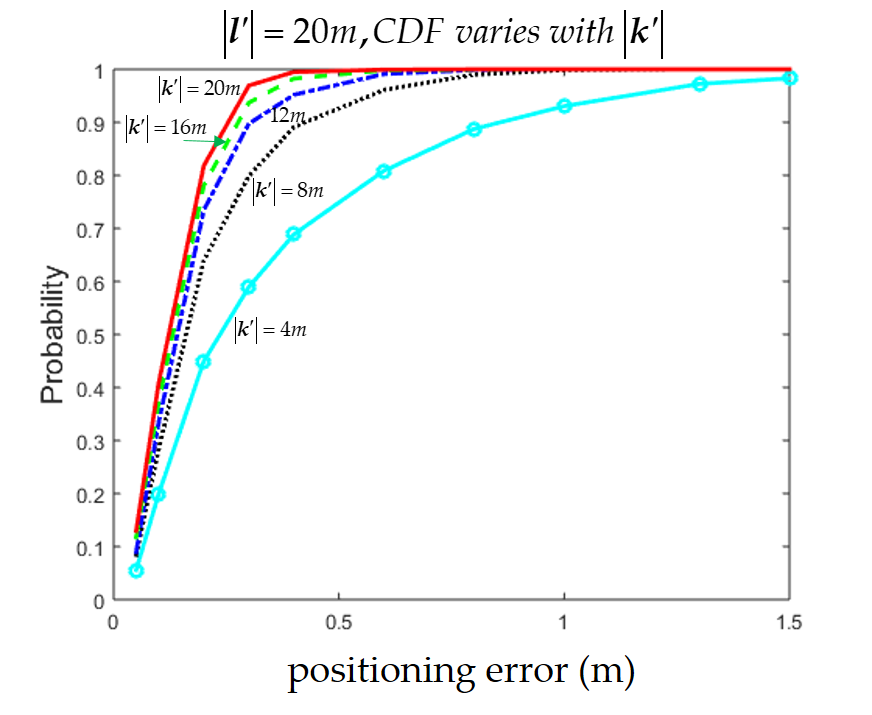 |l′| = 20m, CDF varies with |k′|
1
0.9
0.8
0.7
0.6
0.5
0.4
0.3
0.2
0.1
0
Probability
|k′| = 20m
|k′| = 16m
12m
|k′| = 8m
|k′| = 4m
0 0.5 1 1.5
positioning error (m)